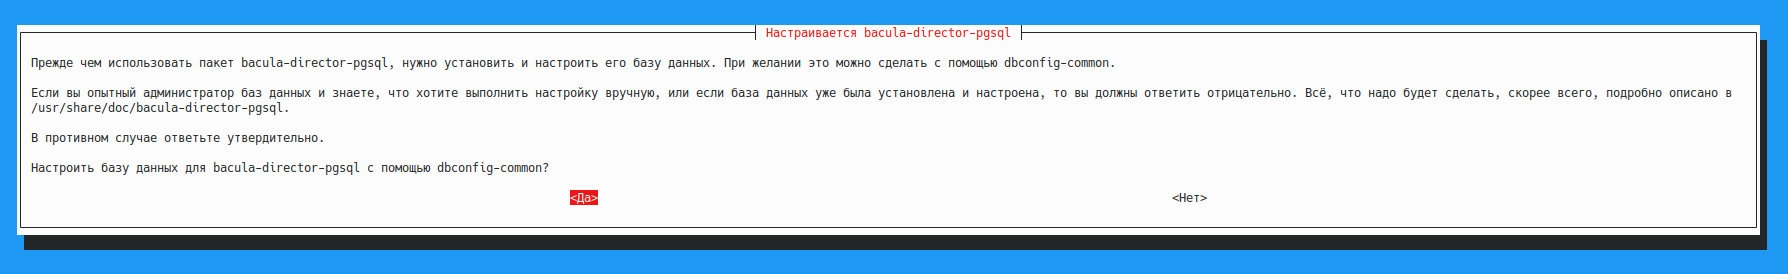 Настраивается bacula-director-pgsql
Прежде чем использовать пакет bacula-director-pgsql, нужно установить и настроить его базу данных. При желании это можно сделать с помощью dbconfig-common.
Если вы опытный администратор баз данных и знаете, что хотите выполнить настройку вручную, или если база данных уже была установлена и настроена, то вы должны ответить отрицательно. Всё, что надо будет сделать, скорее всего, подробно описано в
/usr/share/doc/bacula-director-pgsql.
В противном случае ответьте утвердительно.
Настроить базу данных для bacula-director-pgsql с помощью dbconfig-common?
<Да> <Нет>